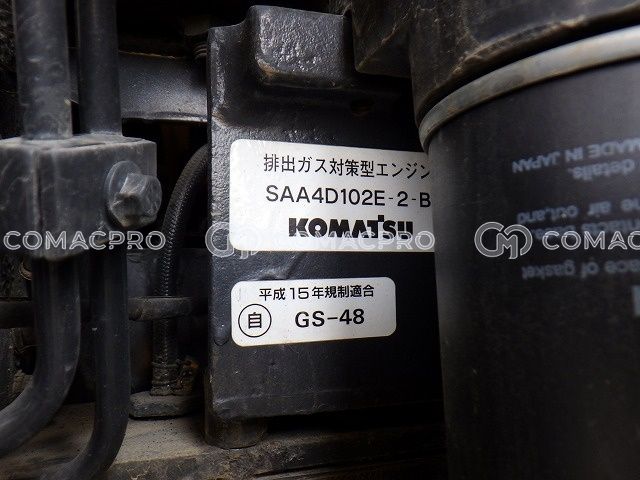 排出ガス対策型エンジン
SAA4D102E-2-B
KOMATSU
平成15年規制適合
自 GS-48
MADE IN JAPAN
details.
COMACPRO
COMACPRO
COMACPRO